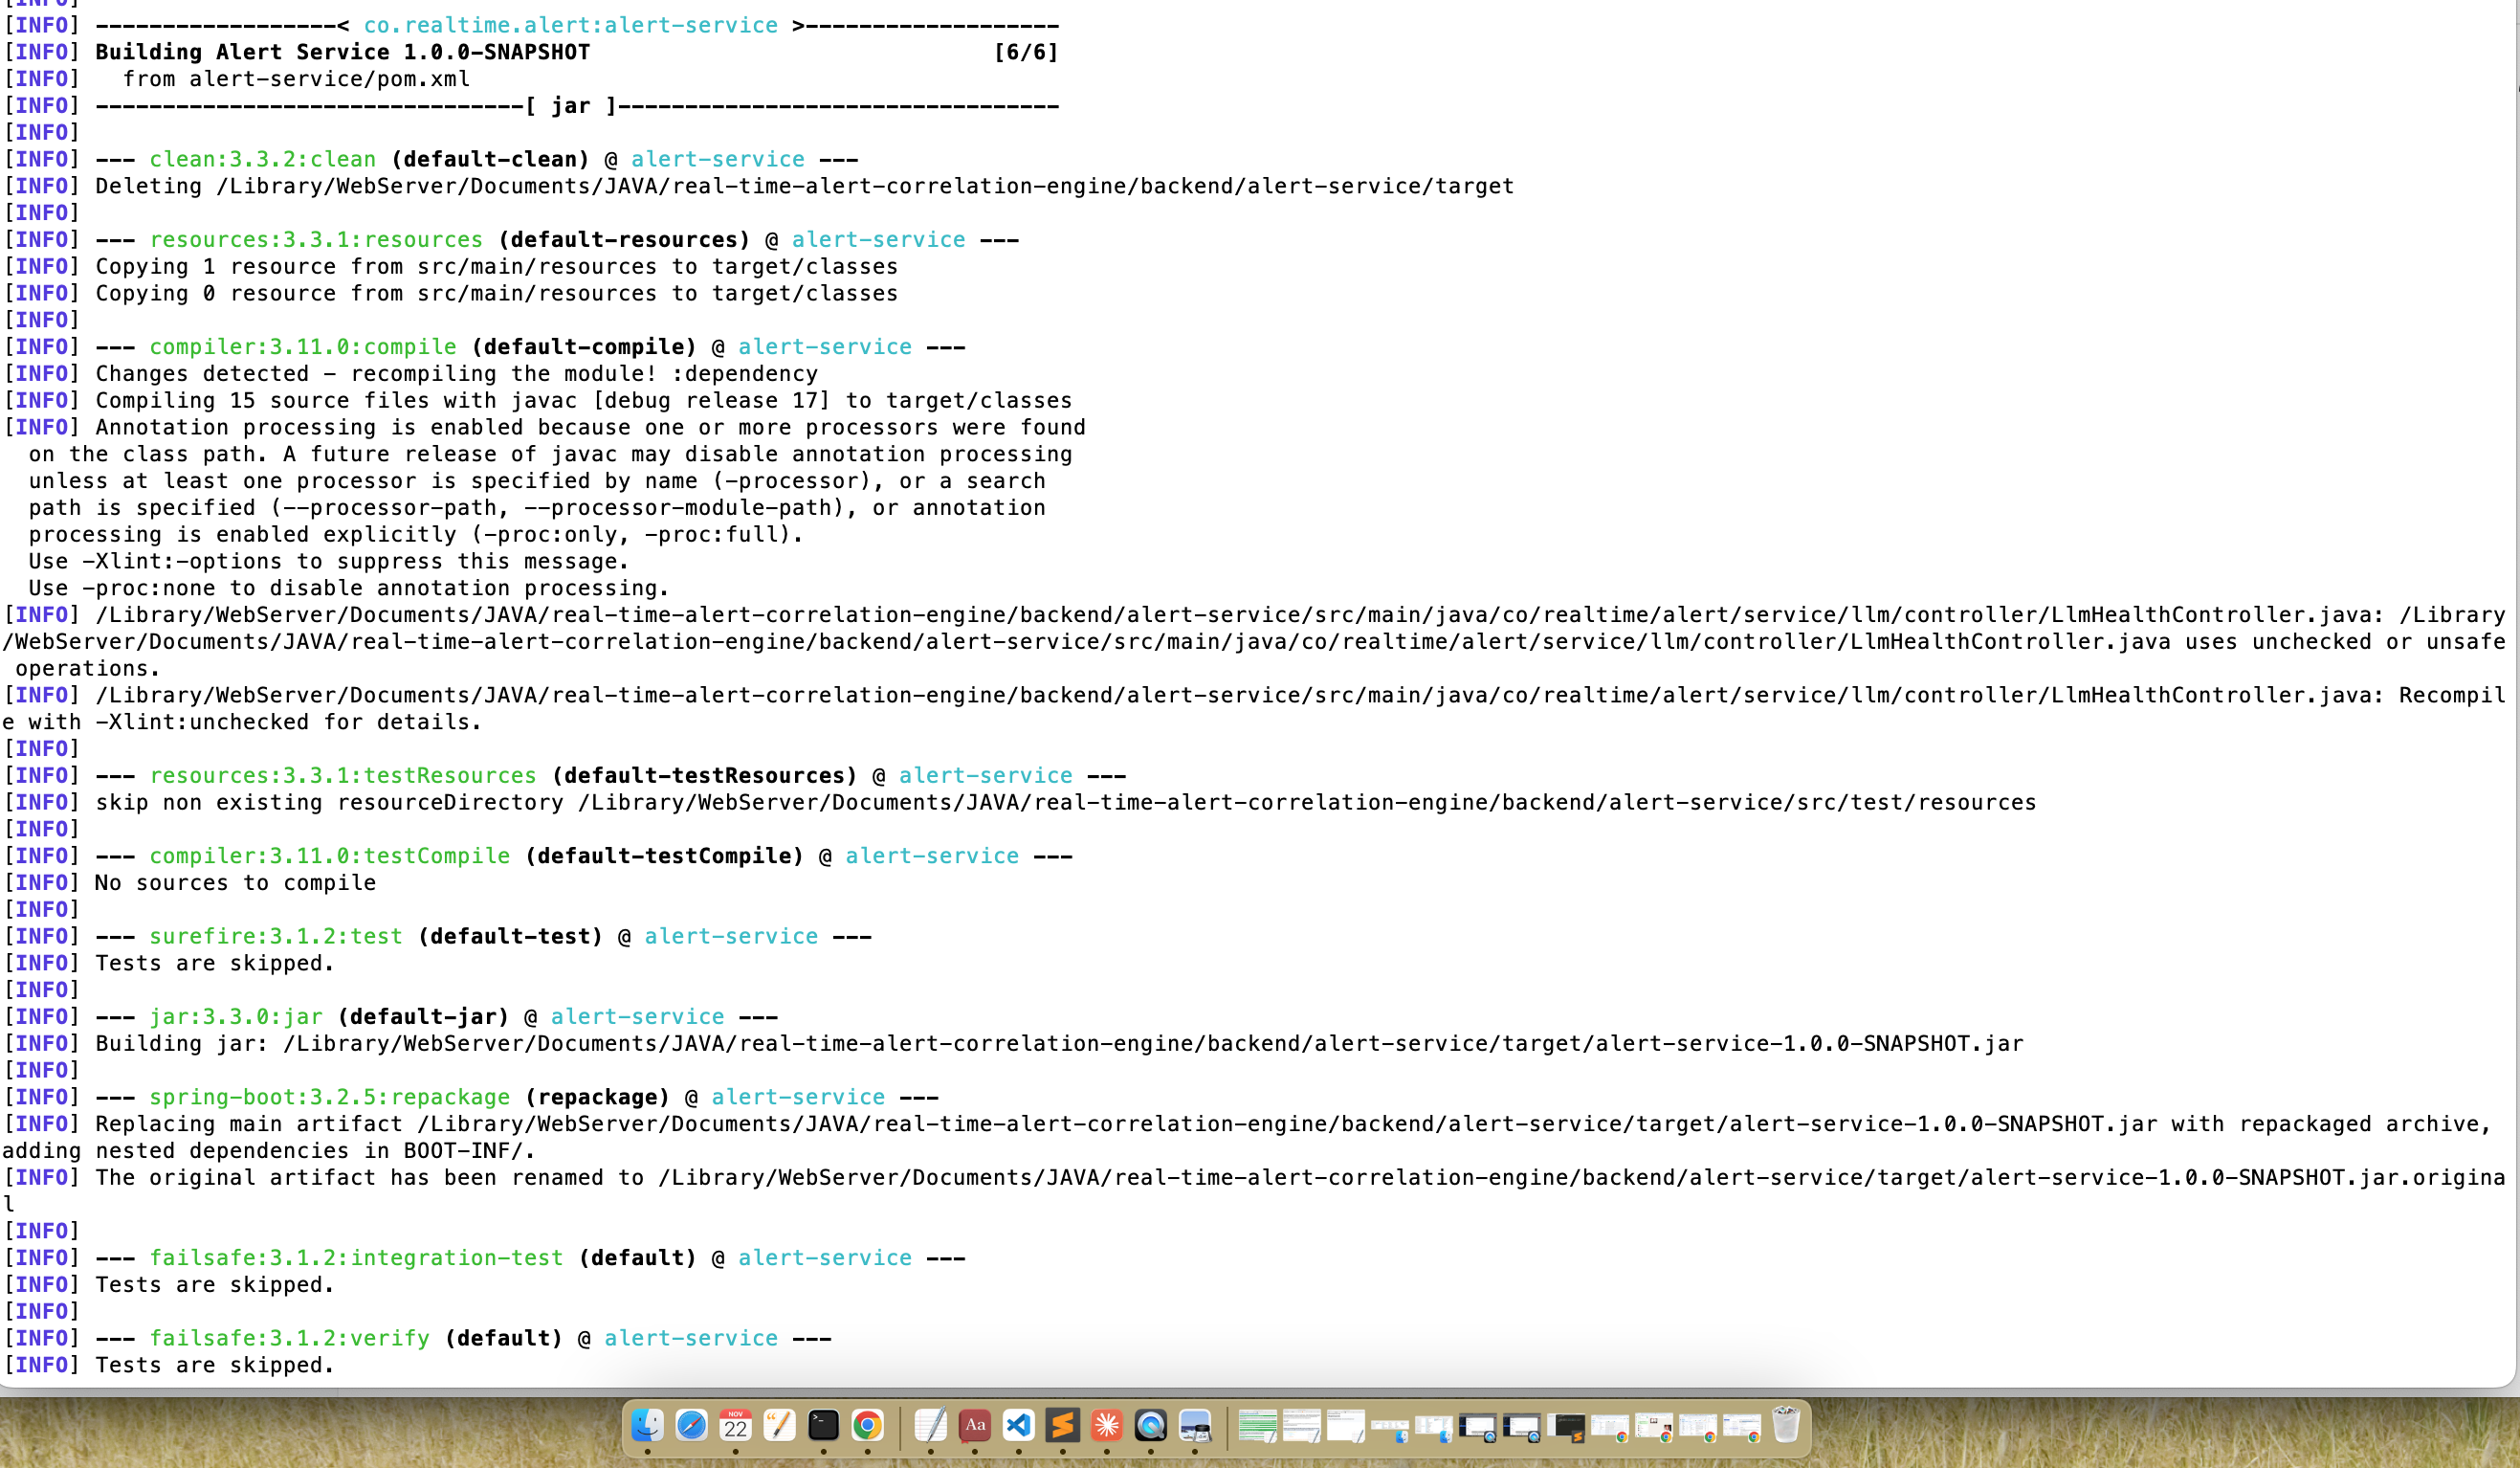 [INFO]
[INFO] ------------------< co.realtime.alert:alert-service >-------------------
[INFO] Building Alert Service 1.0.0-SNAPSHOT                              [6/6]
[INFO]   from alert-service/pom.xml
[INFO] --------------------------------[ jar ]---------------------------------
[INFO]
[INFO] --- clean:3.3.2:clean (default-clean) @ alert-service ---
[INFO] Deleting /Library/WebServer/Documents/JAVA/real-time-alert-correlation-engine/backend/alert-service/target
[INFO]
[INFO] --- resources:3.3.1:resources (default-resources) @ alert-service ---
[INFO] Copying 1 resource from src/main/resources to target/classes
[INFO] Copying 0 resource from src/main/resources to target/classes
[INFO]
[INFO] --- compiler:3.11.0:compile (default-compile) @ alert-service ---
[INFO] Changes detected - recompiling the module! :dependency
[INFO] Compiling 15 source files with javac [debug release 17] to target/classes
[INFO] Annotation processing is enabled because one or more processors were found
  on the class path. A future release of javac may disable annotation processing
  unless at least one processor is specified by name (-processor), or a search
  path is specified (--processor-path, --processor-module-path), or annotation
  processing is enabled explicitly (-proc:only, -proc:full).
  Use -Xlint:-options to suppress this message.
  Use -proc:none to disable annotation processing.
[INFO] /Library/WebServer/Documents/JAVA/real-time-alert-correlation-engine/backend/alert-service/src/main/java/co/realtime/alert/service/llm/controller/LlmHealthController.java: /Library
/WebServer/Documents/JAVA/real-time-alert-correlation-engine/backend/alert-service/src/main/java/co/realtime/alert/service/llm/controller/LlmHealthController.java uses unchecked or unsafe
 operations.
[INFO] /Library/WebServer/Documents/JAVA/real-time-alert-correlation-engine/backend/alert-service/src/main/java/co/realtime/alert/service/llm/controller/LlmHealthController.java: Recompil
e with -Xlint:unchecked for details.
[INFO]
[INFO] --- resources:3.3.1:testResources (default-testResources) @ alert-service ---
[INFO] skip non existing resourceDirectory /Library/WebServer/Documents/JAVA/real-time-alert-correlation-engine/backend/alert-service/src/test/resources
[INFO]
[INFO] --- compiler:3.11.0:testCompile (default-testCompile) @ alert-service ---
[INFO] No sources to compile
[INFO]
[INFO] --- surefire:3.1.2:test (default-test) @ alert-service ---
[INFO] Tests are skipped.
[INFO]
[INFO] --- jar:3.3.0:jar (default-jar) @ alert-service ---
[INFO] Building jar: /Library/WebServer/Documents/JAVA/real-time-alert-correlation-engine/backend/alert-service/target/alert-service-1.0.0-SNAPSHOT.jar
[INFO]
[INFO] --- spring-boot:3.2.5:repackage (repackage) @ alert-service ---
[INFO] Replacing main artifact /Library/WebServer/Documents/JAVA/real-time-alert-correlation-engine/backend/alert-service/target/alert-service-1.0.0-SNAPSHOT.jar with repackaged archive,
adding nested dependencies in BOOT-INF/.
[INFO] The original artifact has been renamed to /Library/WebServer/Documents/JAVA/real-time-alert-correlation-engine/backend/alert-service/target/alert-service-1.0.0-SNAPSHOT.jar.origina
l
[INFO]
[INFO] --- failsafe:3.1.2:integration-test (default) @ alert-service ---
[INFO] Tests are skipped.
[INFO]
[INFO] --- failsafe:3.1.2:verify (default) @ alert-service ---
[INFO] Tests are skipped.
NOV
22
Aa